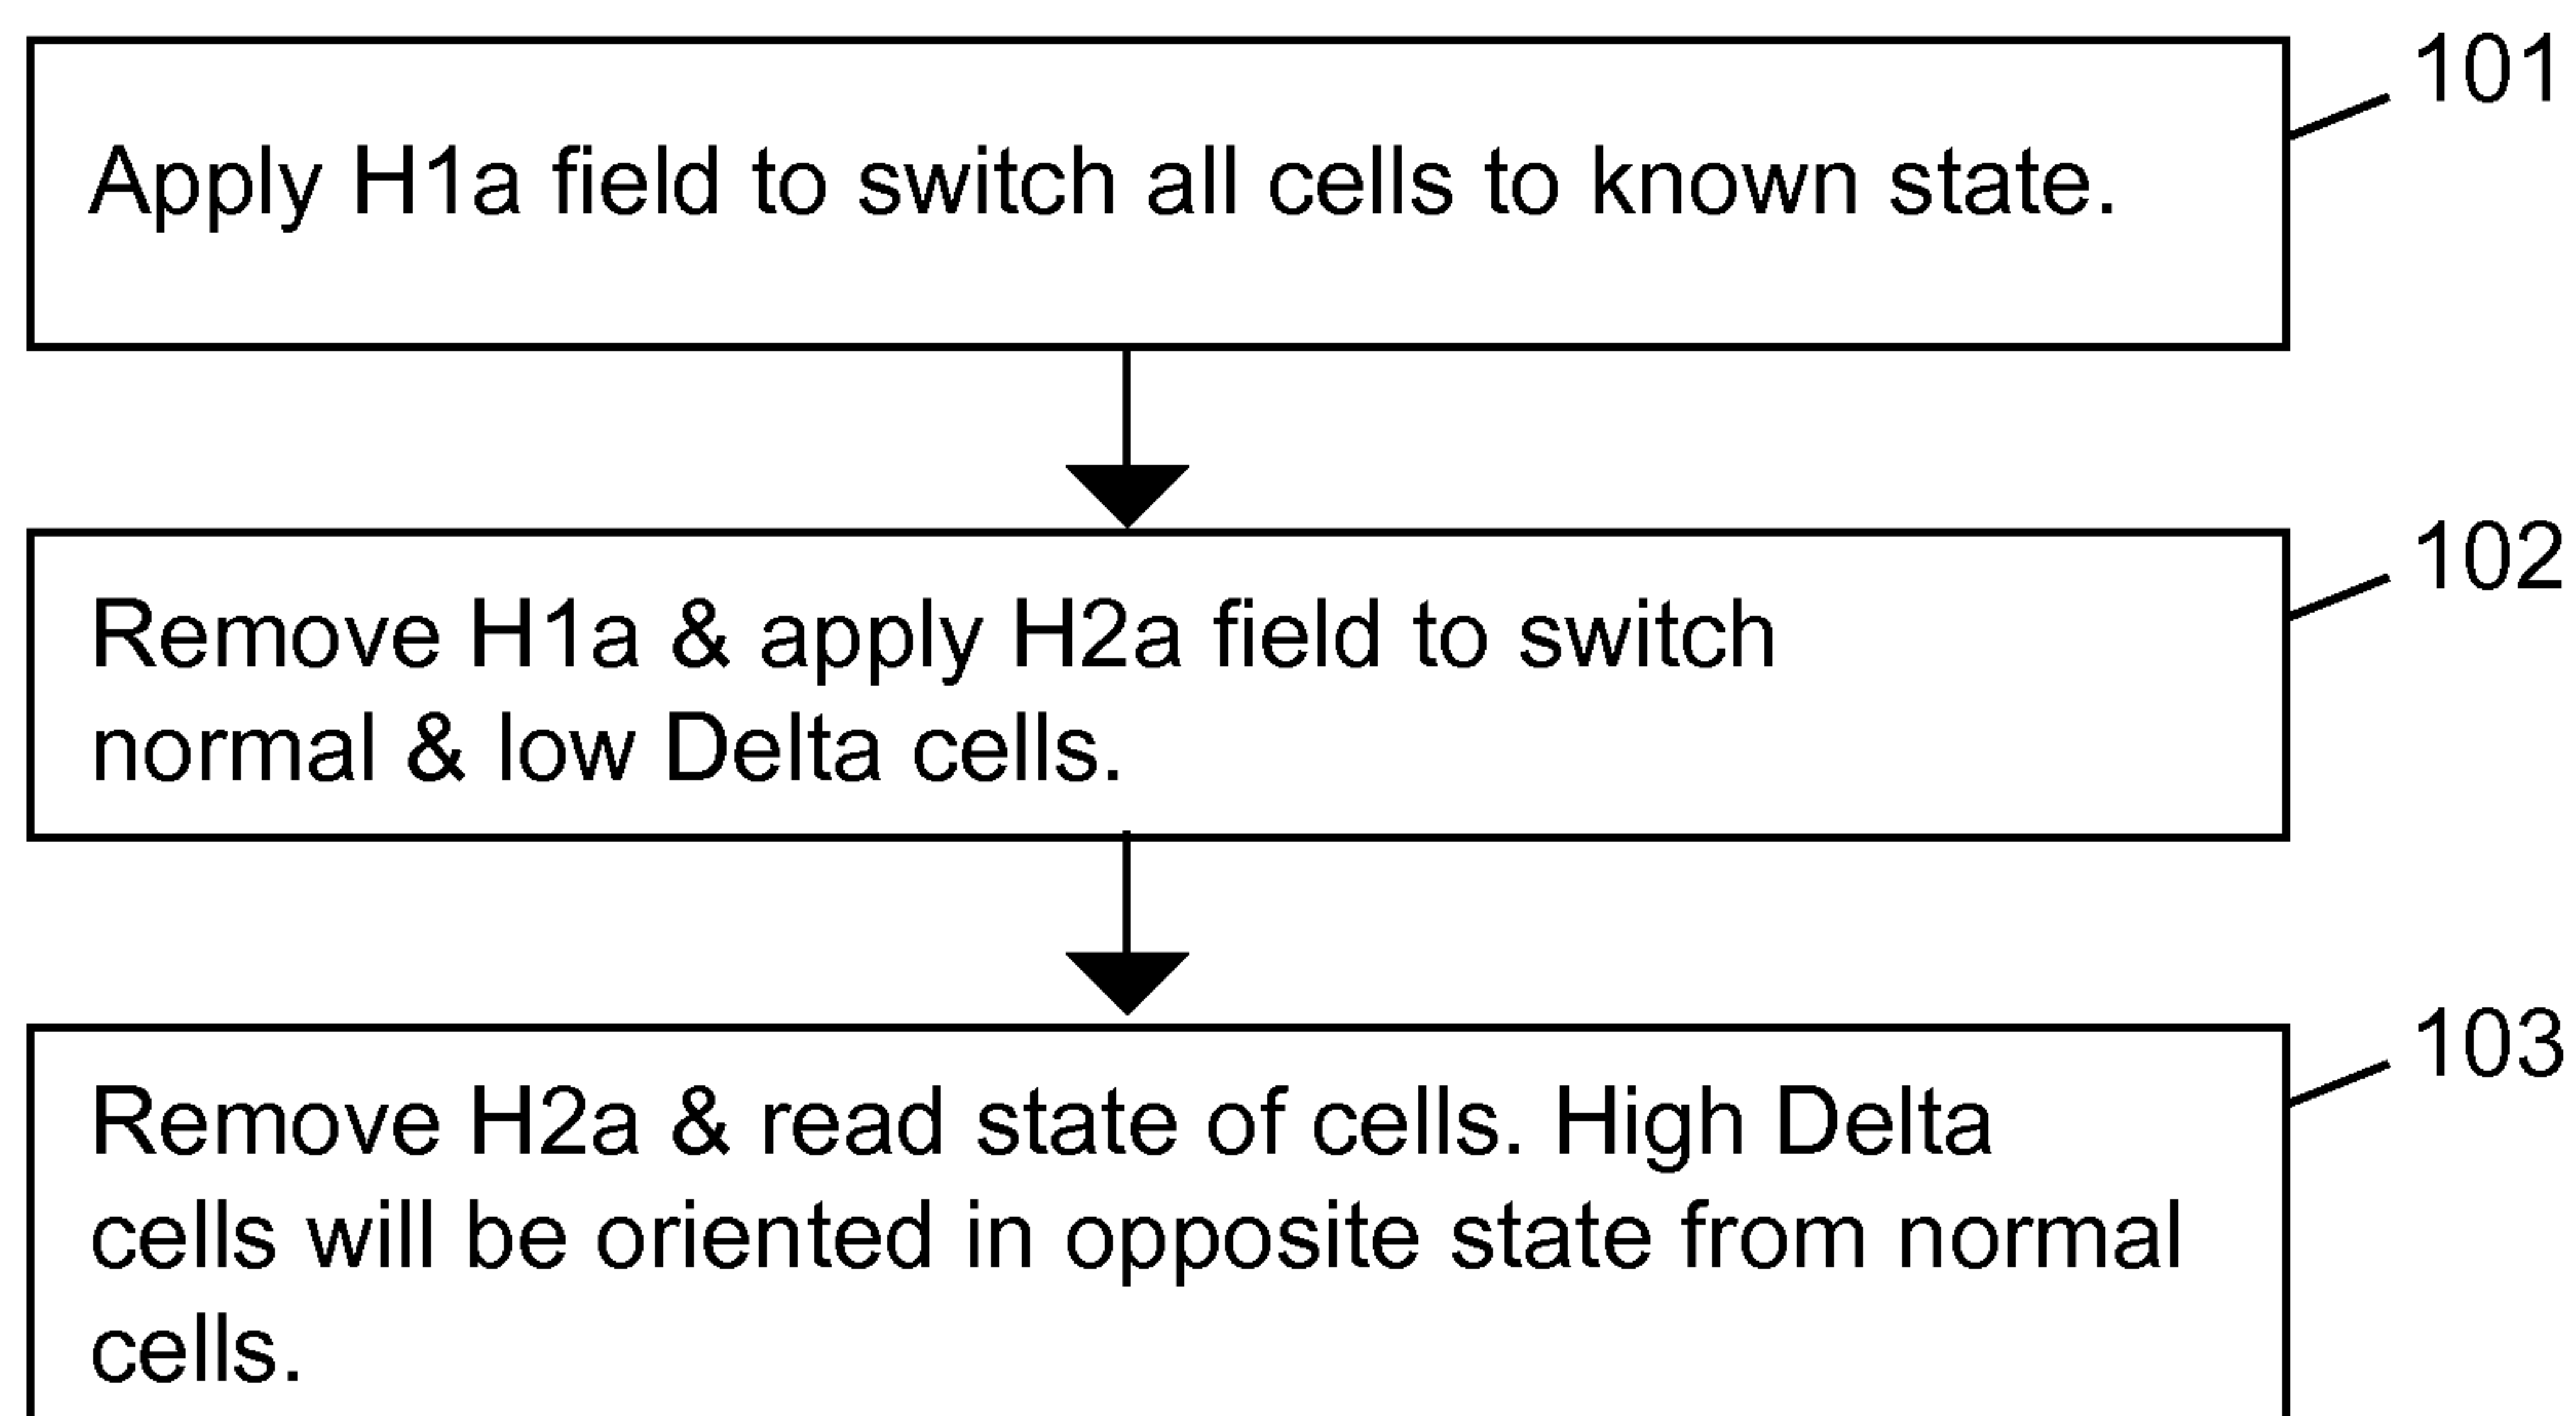 101
Apply H1a field to switch all cells to known state.
102
Remove H1a & apply H2a field to switch
normal & low Delta cells.
103
Remove H2a & read state of cells. High Delta
cells will be oriented in opposite state from normal
cells.